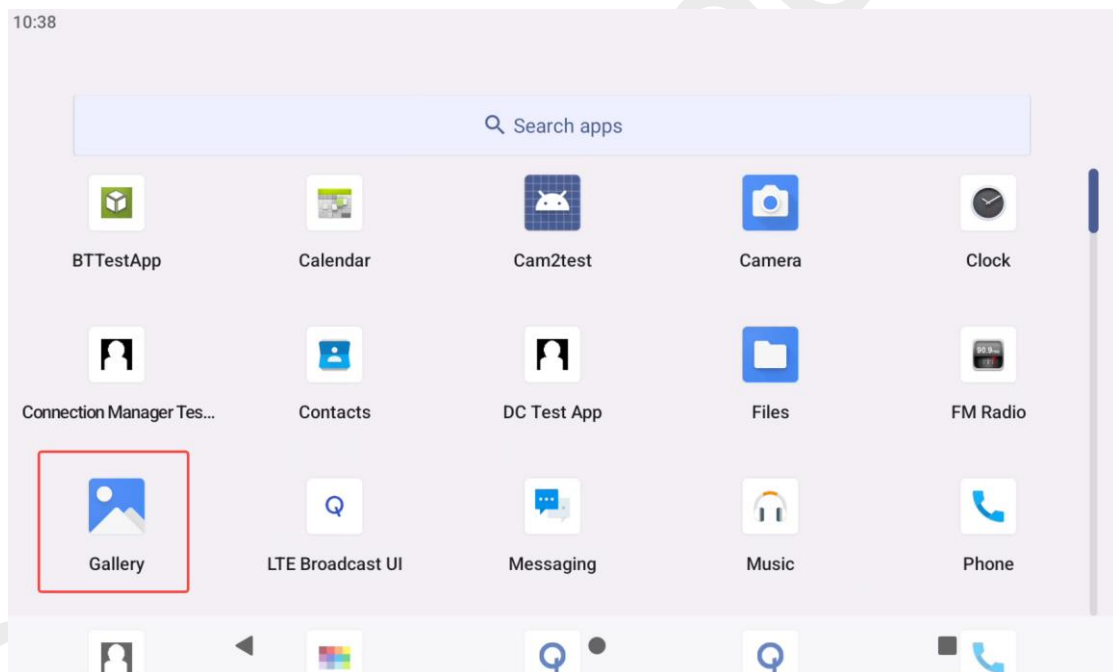 10:38
Search apps
BTTestApp Calendar Cam2test Camera Clock
Connection Manager Tes... Contacts DC Test App Files FM Radio
Gallery LTE Broadcast UI Messaging Music Phone